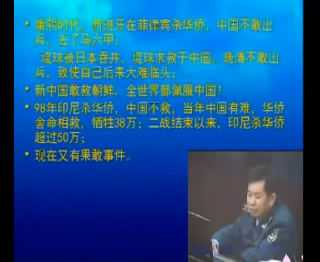 康熙时代，西班牙在菲律宾杀华侨，中国不敢出
兵，丢了马六甲；
琉球被日本吞并，琉球求救于中国，晚清不敢出
兵，致使自己后来大难临头；
新中国敢救朝鲜，全世界都佩服中国！
98年印尼杀华侨，中国不救，当年中国有难，华侨
舍命相救，牺牲38万；二战结束以来，印尼杀华侨
超过50万；
现在又有果敢事件。